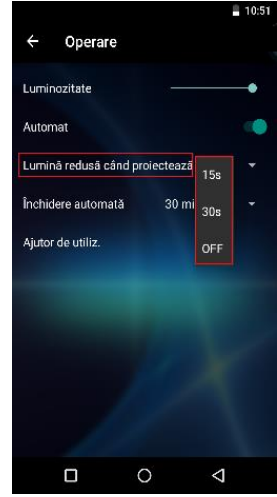 10:51
Operare
Luminozitate
Automat
Lumină redusă când proiectează
15s
Închidere automată 30 mi
30s
Ajutor de utiliz.
OFF